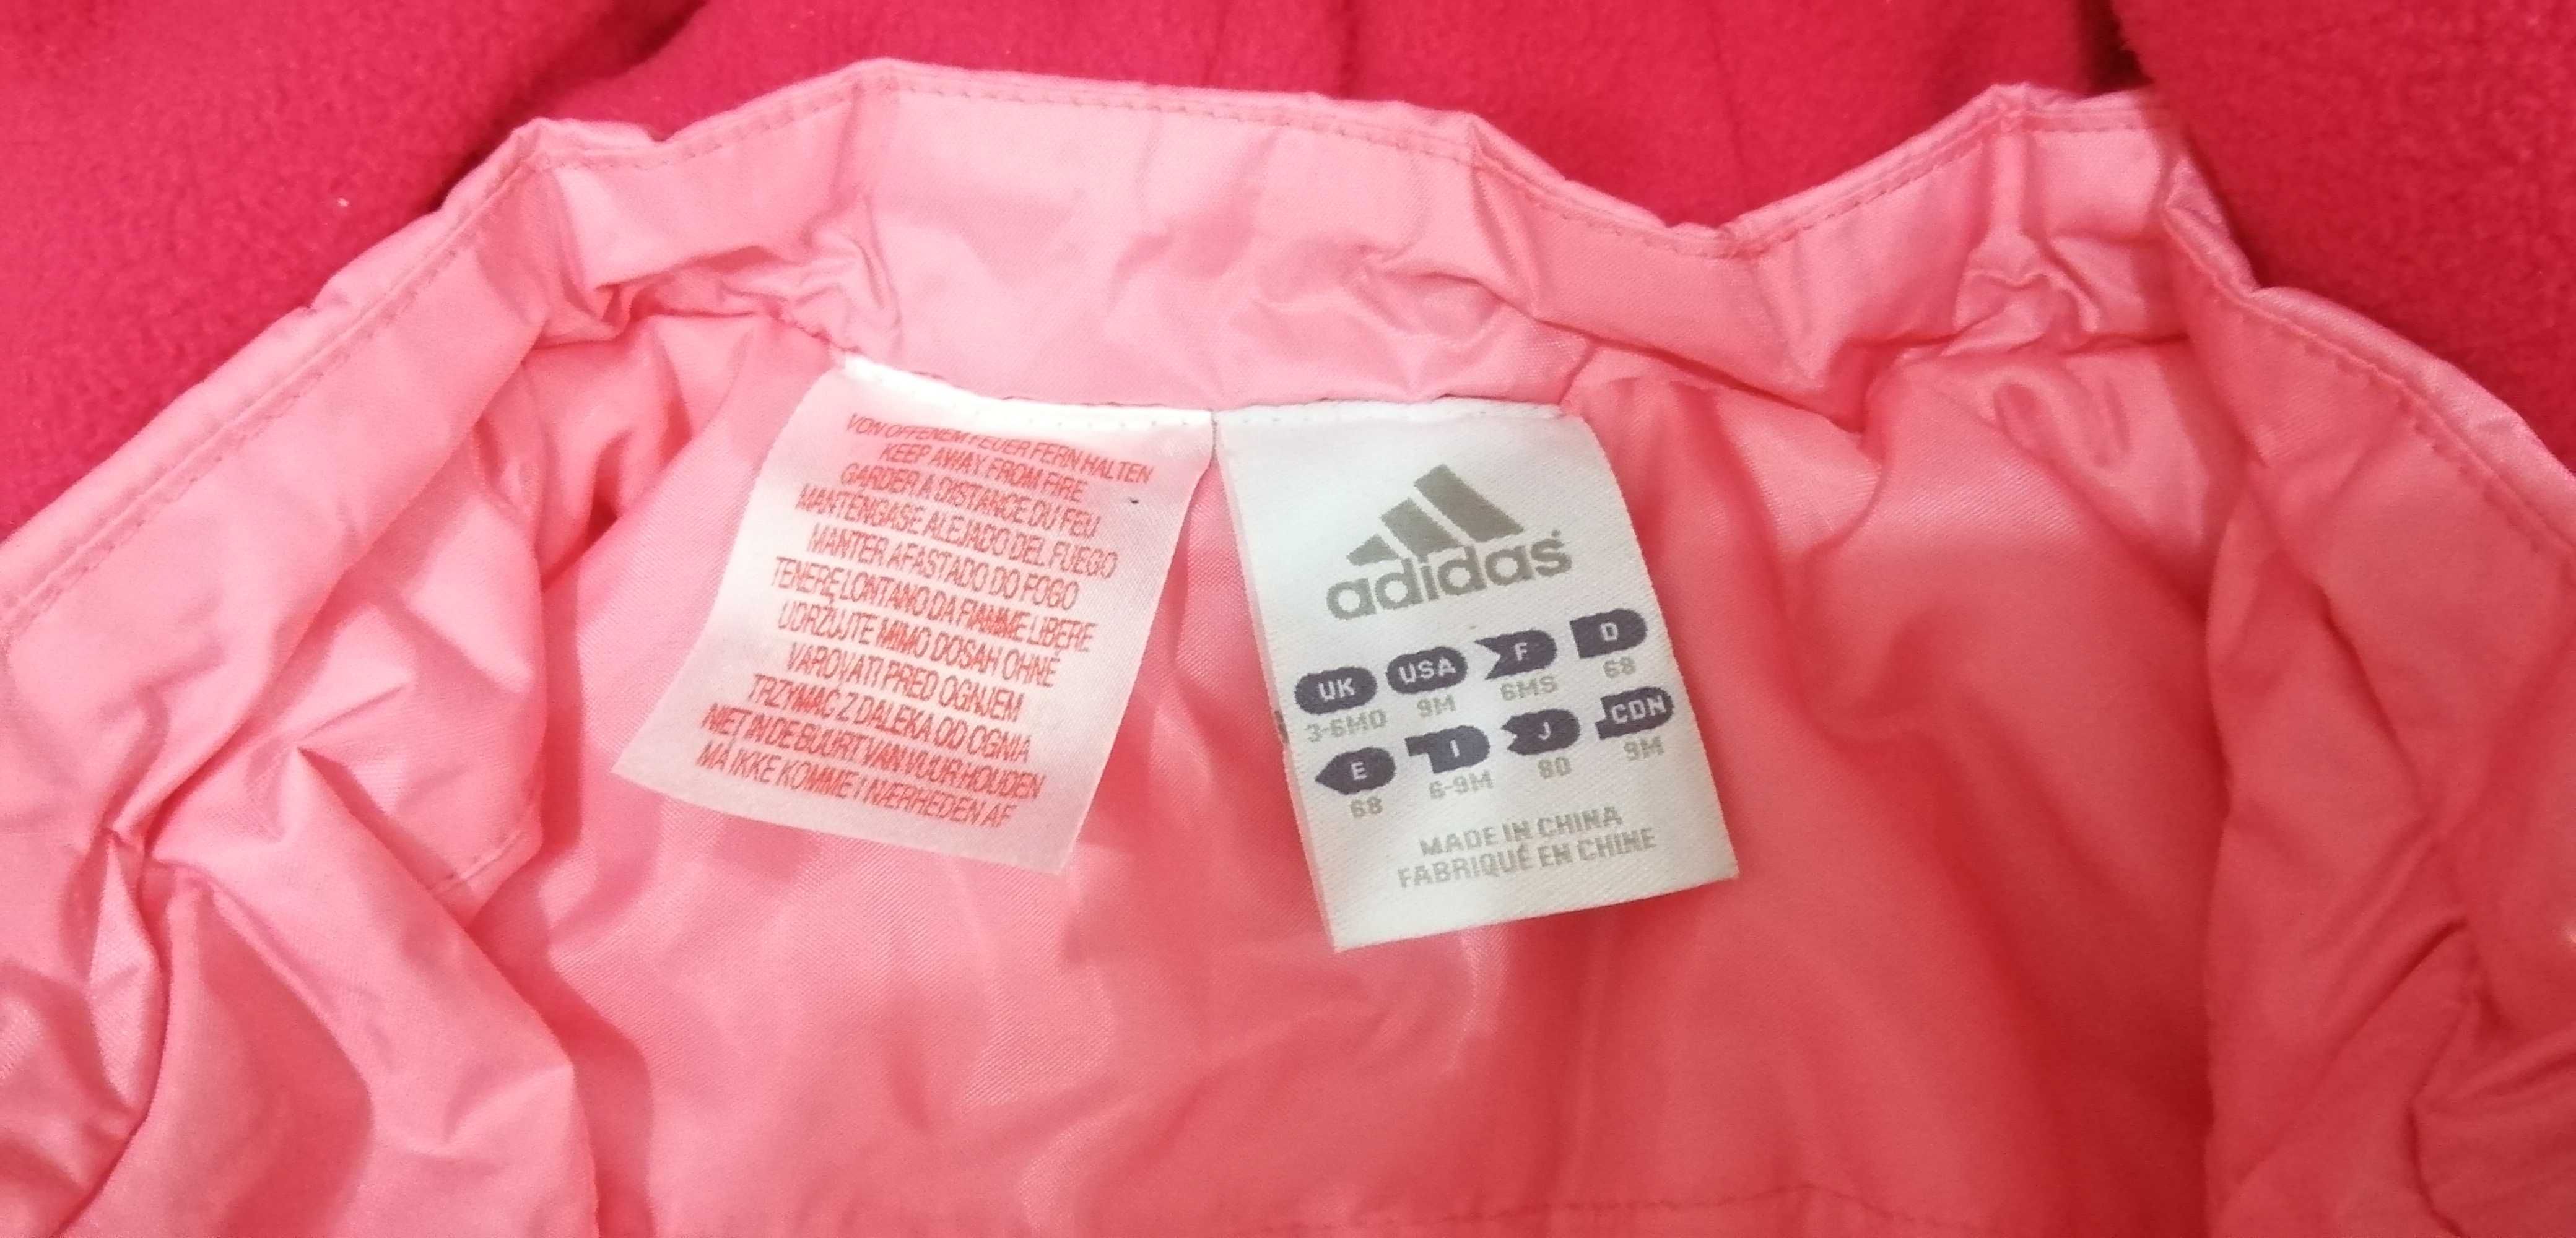 VON OFFENEM FEUER FERN HALTEN
KEEP AWAY FROM FIRE
GARDER A DISTANCE DU FEU
MANTÉNGASE ALEJADO DEL FUEGO
MANTER AFASTADO DO FOGO
TENERE LONTANO DA FIAMME LIBERE
UDRŽUJTE MIMO DOSAH OHNĚ
VAROVATI PRED OGNJEM
TRZYMAĆ Z DALEKA OD OGNIA
NIET IN DE BUURT VAN VUUR HOUDEN
MÅ IKKE KOMME I NÆRHEDEN AF
adidas
UK USA F D
3-6MO 9M 6MS 68
E I J CDN
68 6-9M 80 9M
MADE IN CHINA
FABRIQUÉ EN CHINE